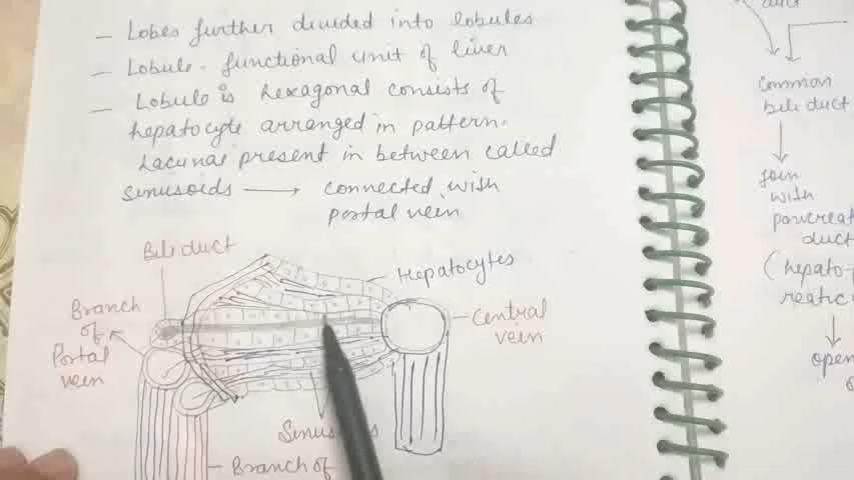 — Lobes further divided into lobules
— Lobule - functional unit of liver
— Lobule is hexagonal consists of
hepatocyte arranged in pattern.
Lacunae present in between called
sinusoids → connected with
portal vein
Bile duct
Hepatocytes
Branch
of
Portal
vein
Central
vein
Branch of
duct
Common
bile duct
Join
with
duct
(hepato-p
open